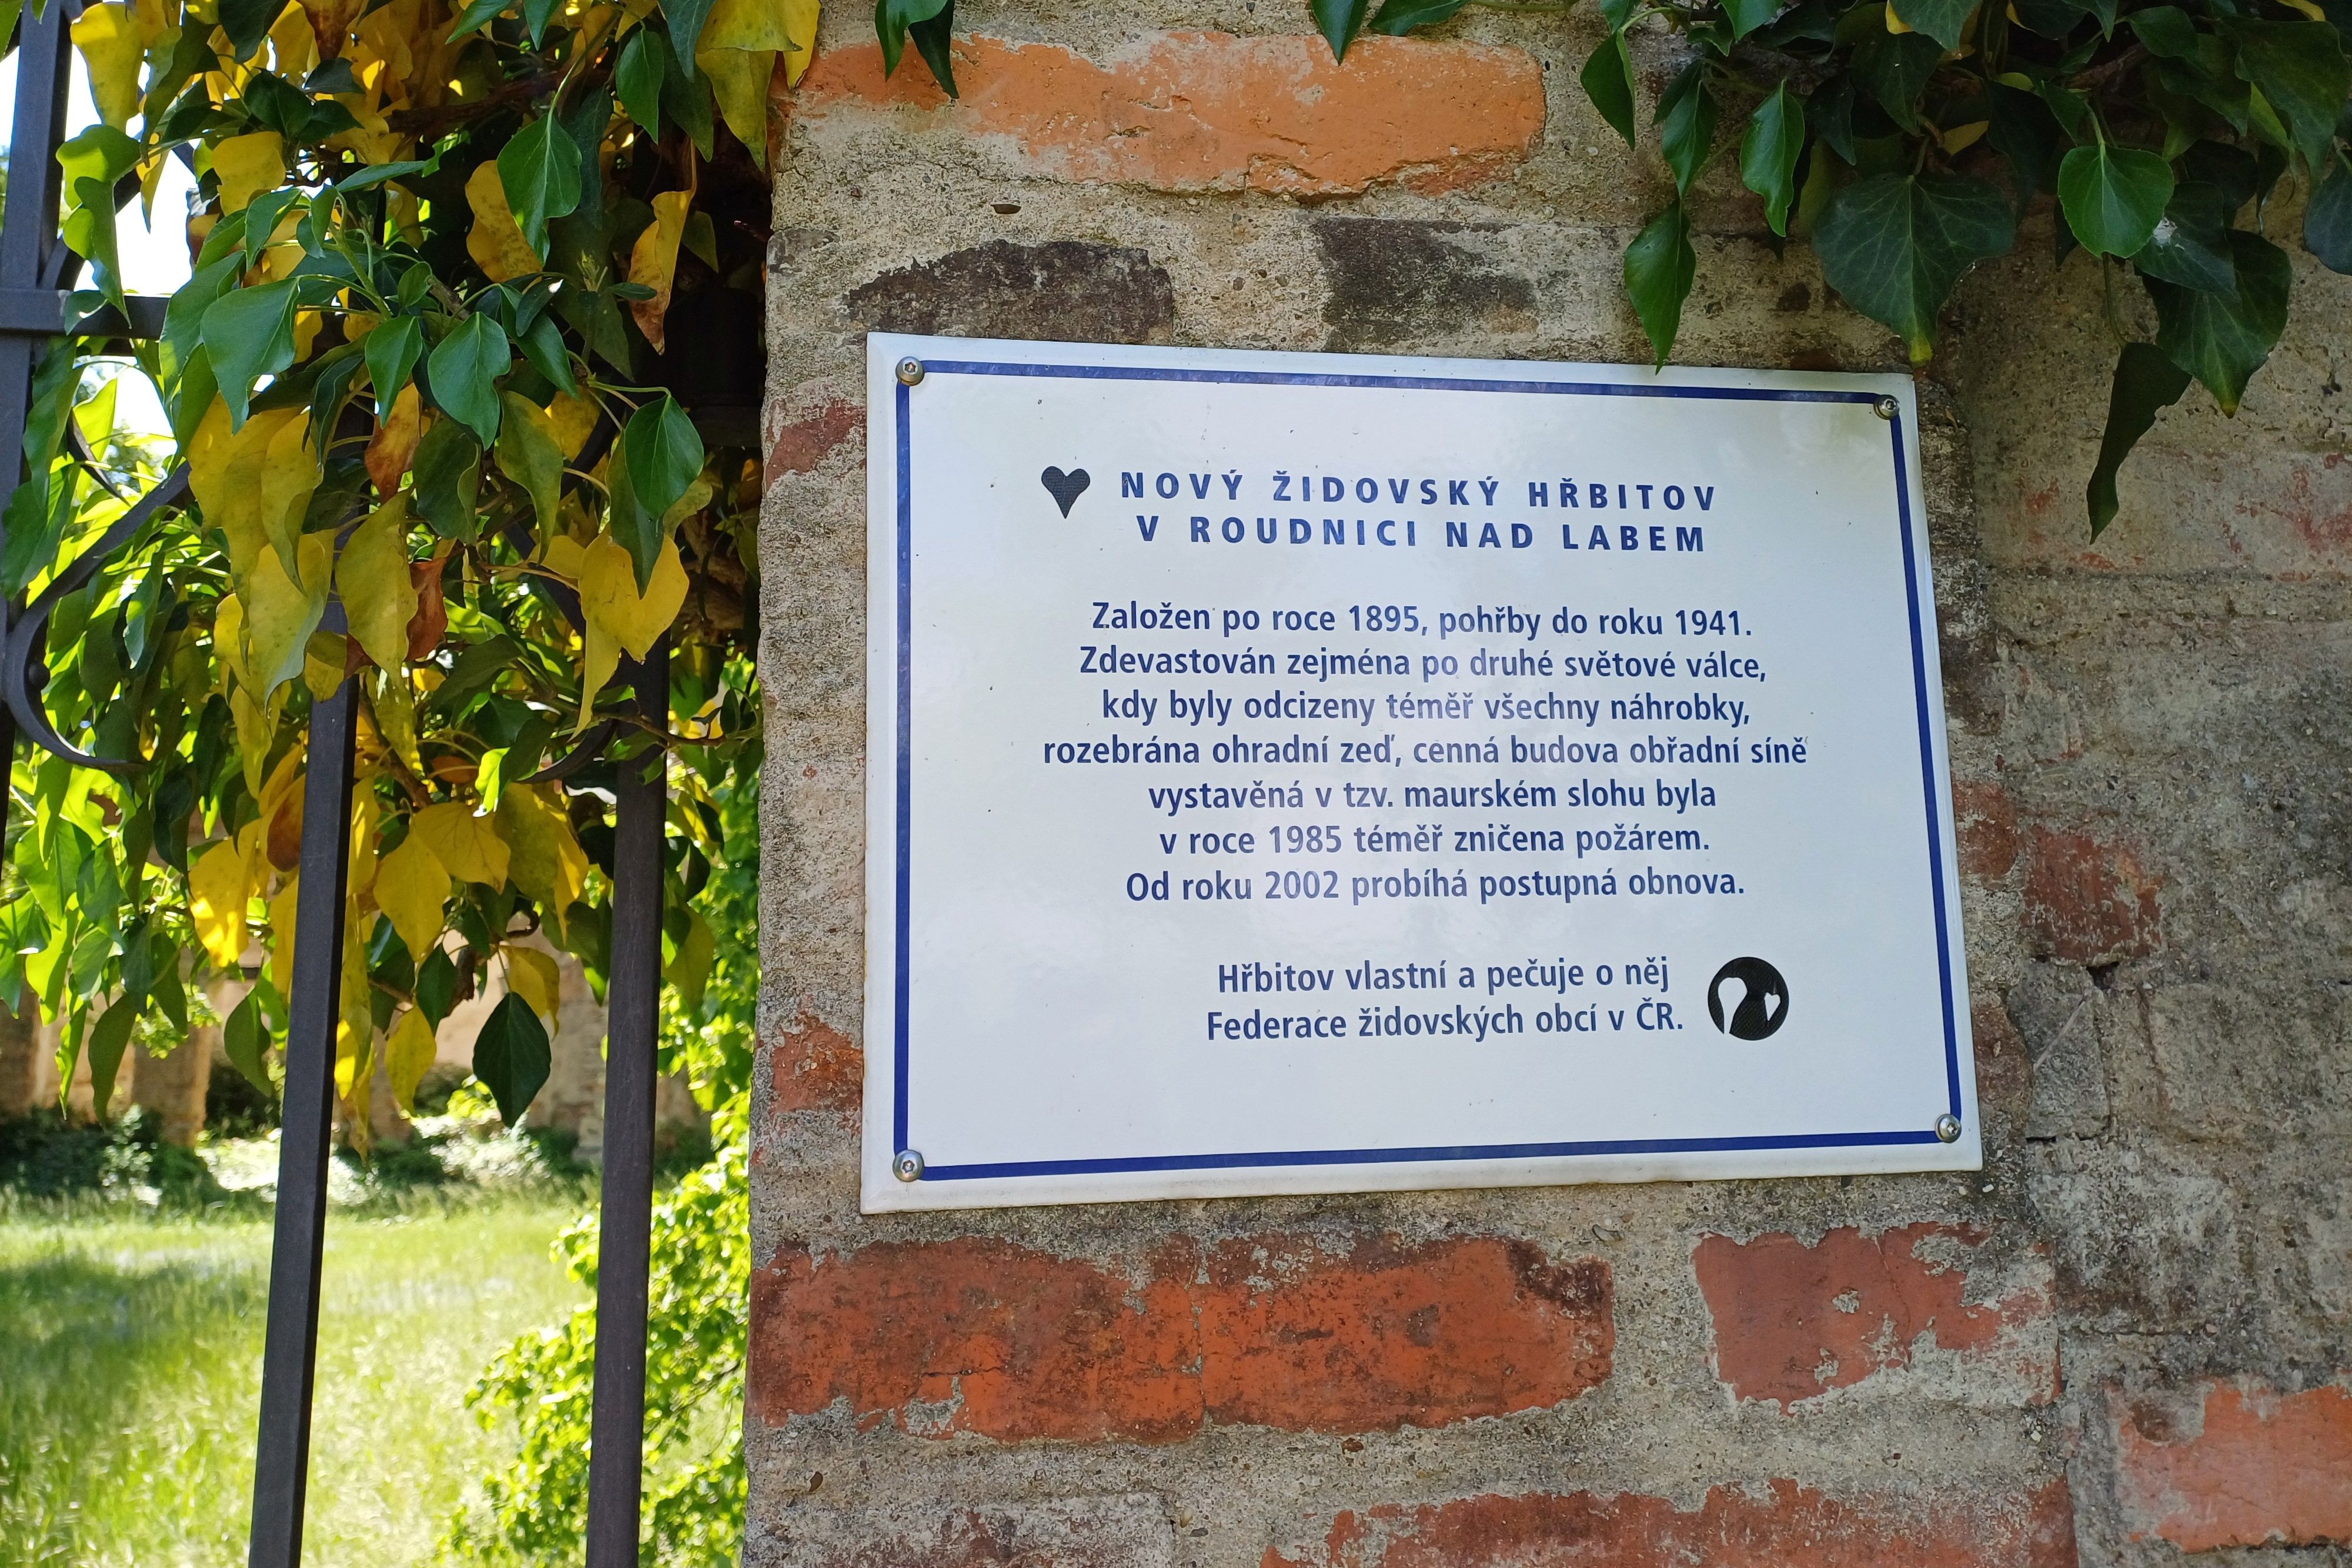 NOVÝ ŽIDOVSKÝ HŘBITOV
V ROUDNICI NAD LABEM
Založen po roce 1895, pohřby do roku 1941.
Zdevastován zejména po druhé světové válce,
kdy byly odcizeny téměř všechny náhrobky,
rozebrána ohradní zeď, cenná budova obřadní síně
vystavěná v tzv. maurském slohu byla
v roce 1985 téměř zničena požárem.
Od roku 2002 probíhá postupná obnova.
Hřbitov vlastní a pečuje o něj
Federace židovských obcí v ČR.